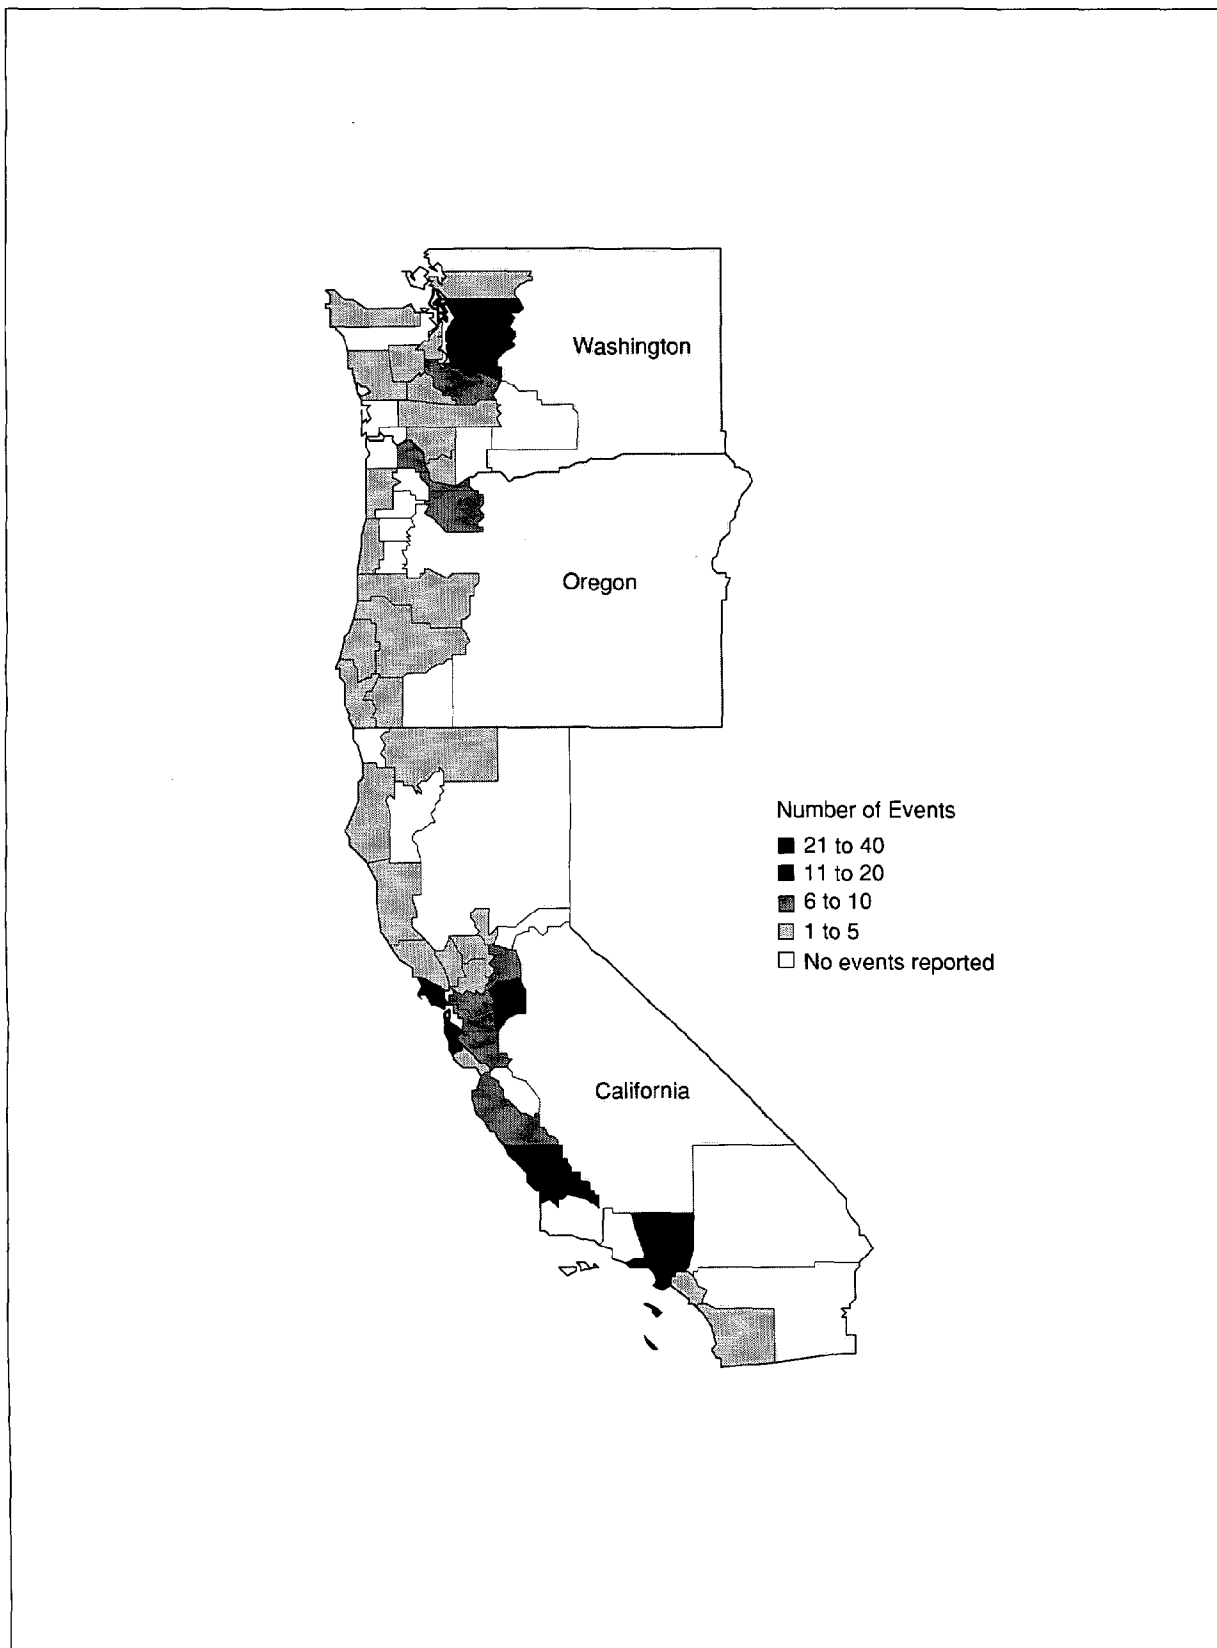 Washington
Oregon
Number of Events
21 to 40
11 to 20
6 to 10
1 to 5
No events reported
California